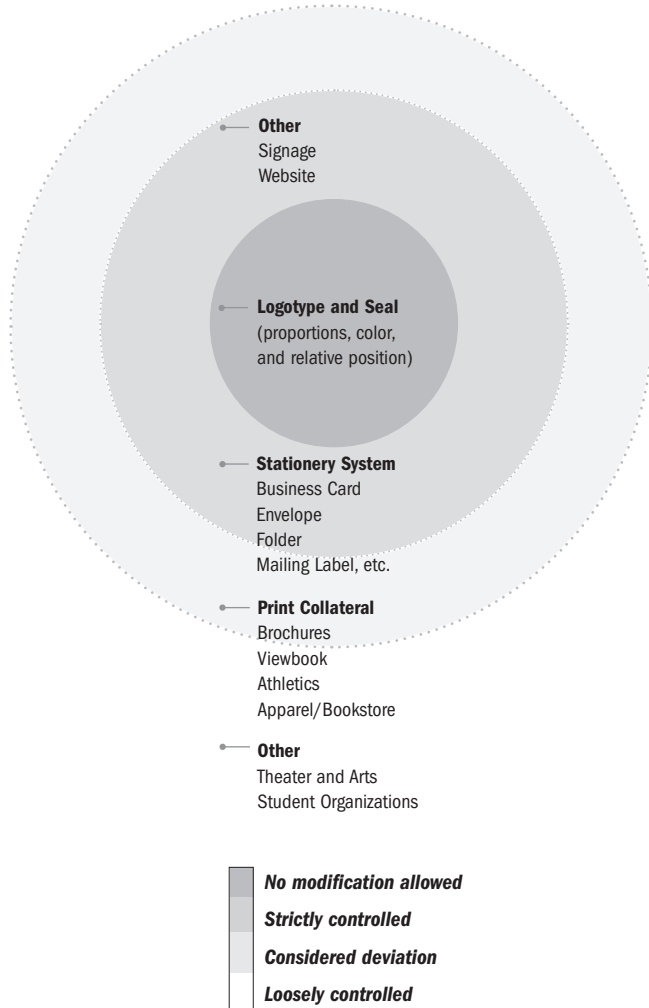 Other
Signage
Website
Logotype and Seal
(proportions, color,
and relative position)
Stationery System
Business Card
Envelope
Folder
Mailing Label, etc.
Print Collateral
Brochures
Viewbook
Athletics
Apparel/Bookstore
Other
Theater and Arts
Student Organizations
No modification allowed
Strictly controlled
Considered deviation
Loosely controlled